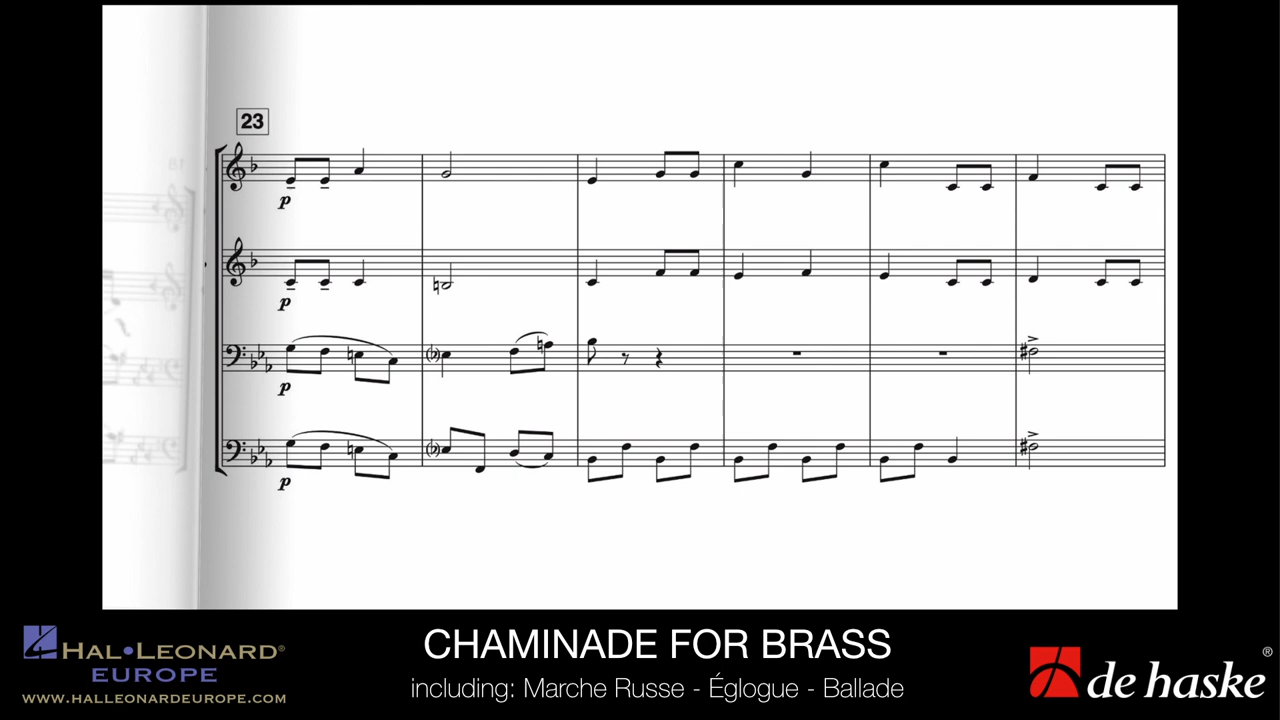 23
p
p
p
p
HAL•LEONARD®
EUROPE
WWW.HALLEONARDEUROPE.COM
CHAMINADE FOR BRASS
including: Marche Russe - Églogue - Ballade
de haske®